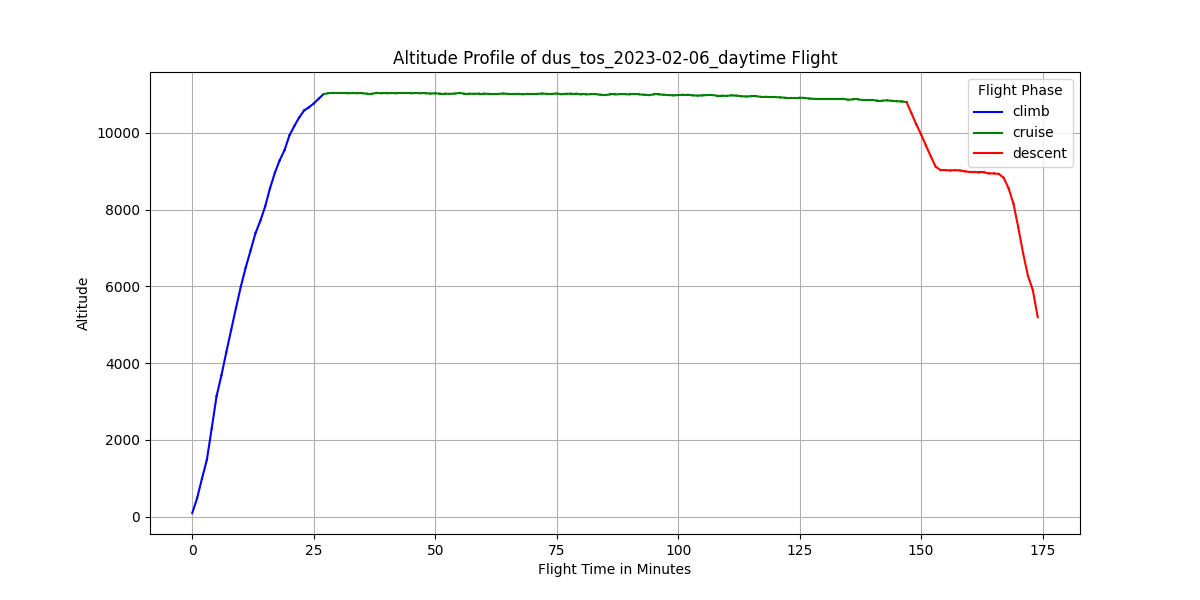 Altitude Profile of dus_tos_2023-02-06_daytime Flight
Flight Phase
climb
cruise
descent
Altitude
10000
8000
6000
4000
2000
0
0 25 50 75 100 125 150 175
Flight Time in Minutes